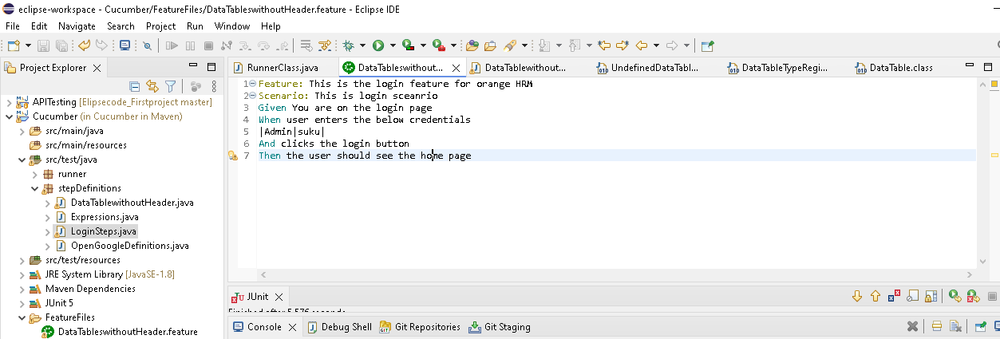 eclipse-workspace - Cucumber/FeatureFiles/DataTableswithoutHeader.feature - Eclipse IDE
File Edit Navigate Search Project Run Window Help
Project Explorer
RunnerClass.java DataTableswithout... DataTablewithout... UndefinedDataTabl... DataTableTypeRegi... DataTable.class
APITesting [Elipsecode_Firstproject master]
Cucumber (in Cucumber in Maven)
src/main/java
src/main/resources
src/test/java
runner
stepDefinitions
DataTablewithoutHeader.java
Expressions.java
LoginSteps.java
OpenGoogleDefinitions.java
src/test/resources
JRE System Library [JavaSE-1.8]
Maven Dependencies
JUnit 5
FeatureFiles
DataTableswithoutHeader.feature
1 Feature: This is the login feature for orange HRM
2 Scenario: This is login sceanrio
3 Given You are on the login page
4 When user enters the below credentials
5 |Admin|suku|
6 And clicks the login button
7 Then the user should see the home page
JUnit
Finished after 5.576 seconds
Console Debug Shell Git Repositories Git Staging